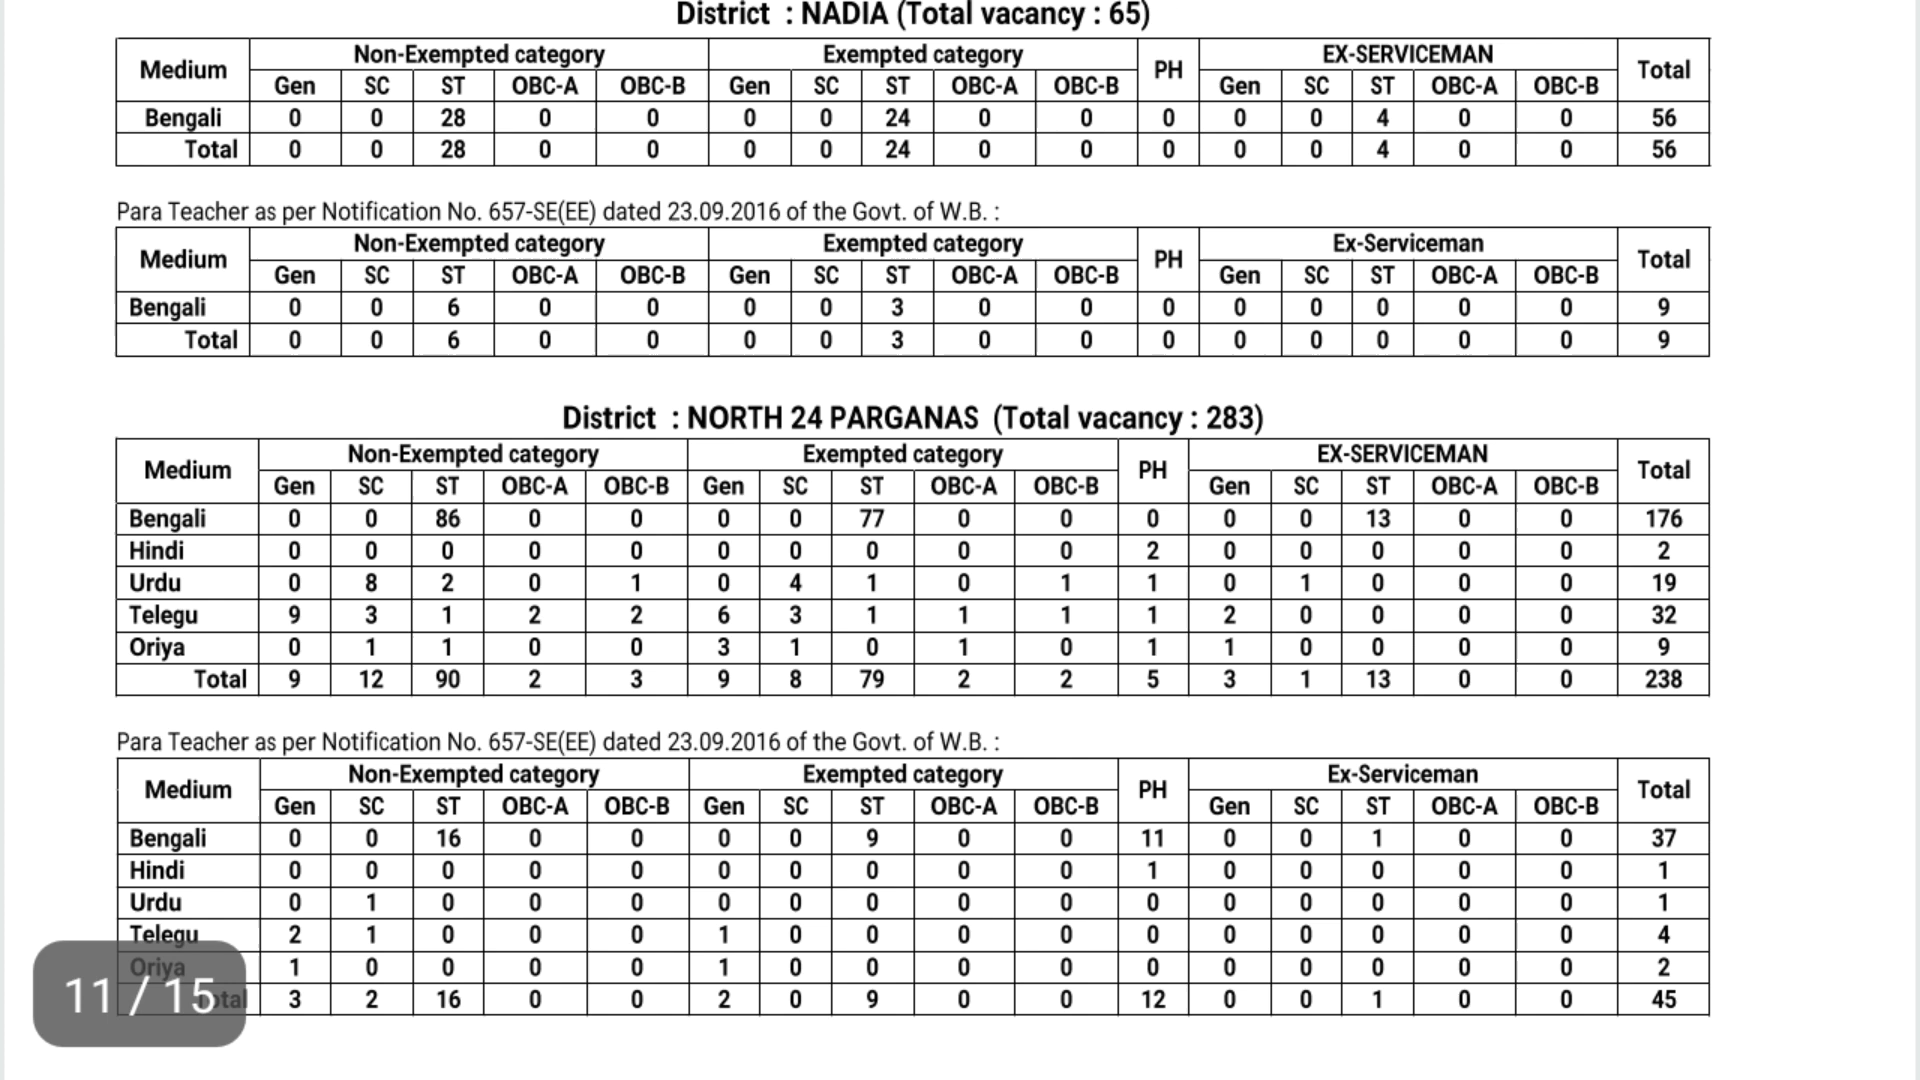 District : NADIA (Total vacancy : 65)
Medium Non-Exempted category Exempted category PH EX-SERVICEMAN Total
Gen SC ST OBC-A OBC-B Gen SC ST OBC-A OBC-B Gen SC ST OBC-A OBC-B
Bengali 0 0 28 0 0 0 0 24 0 0 0 0 0 4 0 0 56
Total 0 0 28 0 0 0 0 24 0 0 0 0 0 4 0 0 56
Para Teacher as per Notification No. 657-SE(EE) dated 23.09.2016 of the Govt. of W.B. :
Medium Non-Exempted category Exempted category PH Ex-Serviceman Total
Gen SC ST OBC-A OBC-B Gen SC ST OBC-A OBC-B Gen SC ST OBC-A OBC-B
Bengali 0 0 6 0 0 0 0 3 0 0 0 0 0 0 0 0 9
Total 0 0 6 0 0 0 0 3 0 0 0 0 0 0 0 0 9
District : NORTH 24 PARGANAS (Total vacancy : 283)
Medium Non-Exempted category Exempted category PH EX-SERVICEMAN Total
Gen SC ST OBC-A OBC-B Gen SC ST OBC-A OBC-B Gen SC ST OBC-A OBC-B
Bengali 0 0 86 0 0 0 0 77 0 0 0 0 0 13 0 0 176
Hindi 0 0 0 0 0 0 0 0 0 0 2 0 0 0 0 0 2
Urdu 0 8 2 0 1 0 4 1 0 1 1 0 1 0 0 0 19
Telegu 9 3 1 2 2 6 3 1 1 1 1 2 0 0 0 0 32
Oriya 0 1 1 0 0 3 1 0 1 0 1 1 0 0 0 0 9
Total 9 12 90 2 3 9 8 79 2 2 5 3 1 13 0 0 238
Para Teacher as per Notification No. 657-SE(EE) dated 23.09.2016 of the Govt. of W.B. :
Medium Non-Exempted category Exempted category PH Ex-Serviceman Total
Gen SC ST OBC-A OBC-B Gen SC ST OBC-A OBC-B Gen SC ST OBC-A OBC-B
Bengali 0 0 16 0 0 0 0 9 0 0 11 0 0 1 0 0 37
Hindi 0 0 0 0 0 0 0 0 0 0 1 0 0 0 0 0 1
Urdu 0 1 0 0 0 0 0 0 0 0 0 0 0 0 0 0 1
Telegu 2 1 0 0 0 1 0 0 0 0 0 0 0 0 0 0 4
Oriya 1 0 0 0 0 1 0 0 0 0 0 0 0 0 0 0 2
Total 3 2 16 0 0 2 0 9 0 0 12 0 0 1 0 0 45
11 / 15